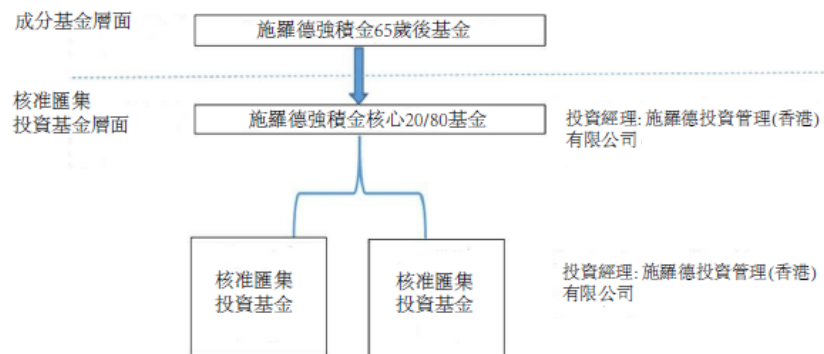 成分基金層面
施羅德強積金65歲後基金
核准匯集
投資基金層面
施羅德強積金核心20/80基金
投資經理: 施羅德投資管理(香港)
有限公司
核准匯集
投資基金
核准匯集
投資基金
投資經理: 施羅德投資管理(香港)
有限公司